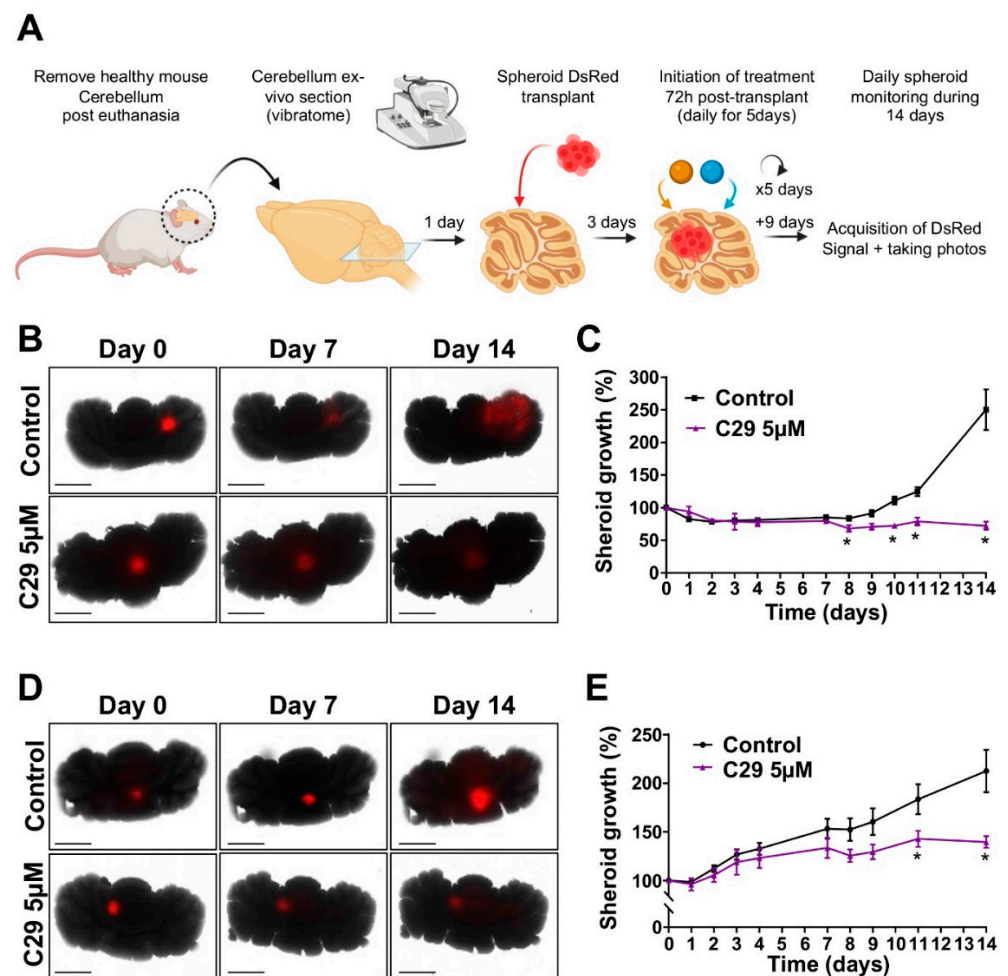 A
Remove healthy mouse
Cerebellum
post euthanasia
Cerebellum ex-
vivo section
(vibratome)
Spheroid DsRed
transplant
Initiation of treatment
72h post-transplant
(daily for 5days)
Daily spheroid
monitoring during
14 days
1 day
3 days
x5 days
+9 days
Acquisition of DsRed
Signal + taking photos
B
Day 0
Day 7
Day 14
Control
C29 5µM
C
Sheroid growth (%)
300
250
200
150
100
50
0
Control
C29 5µM
*
*
*
*
0 1 2 3 4 5 6 7 8 9 10 11 12 13 14
Time (days)
D
Day 0
Day 7
Day 14
Control
C29 5µM
E
Sheroid growth (%)
250
200
150
100
0
Control
C29 5µM
*
*
0 1 2 3 4 5 6 7 8 9 10 11 12 13 14
Time (days)